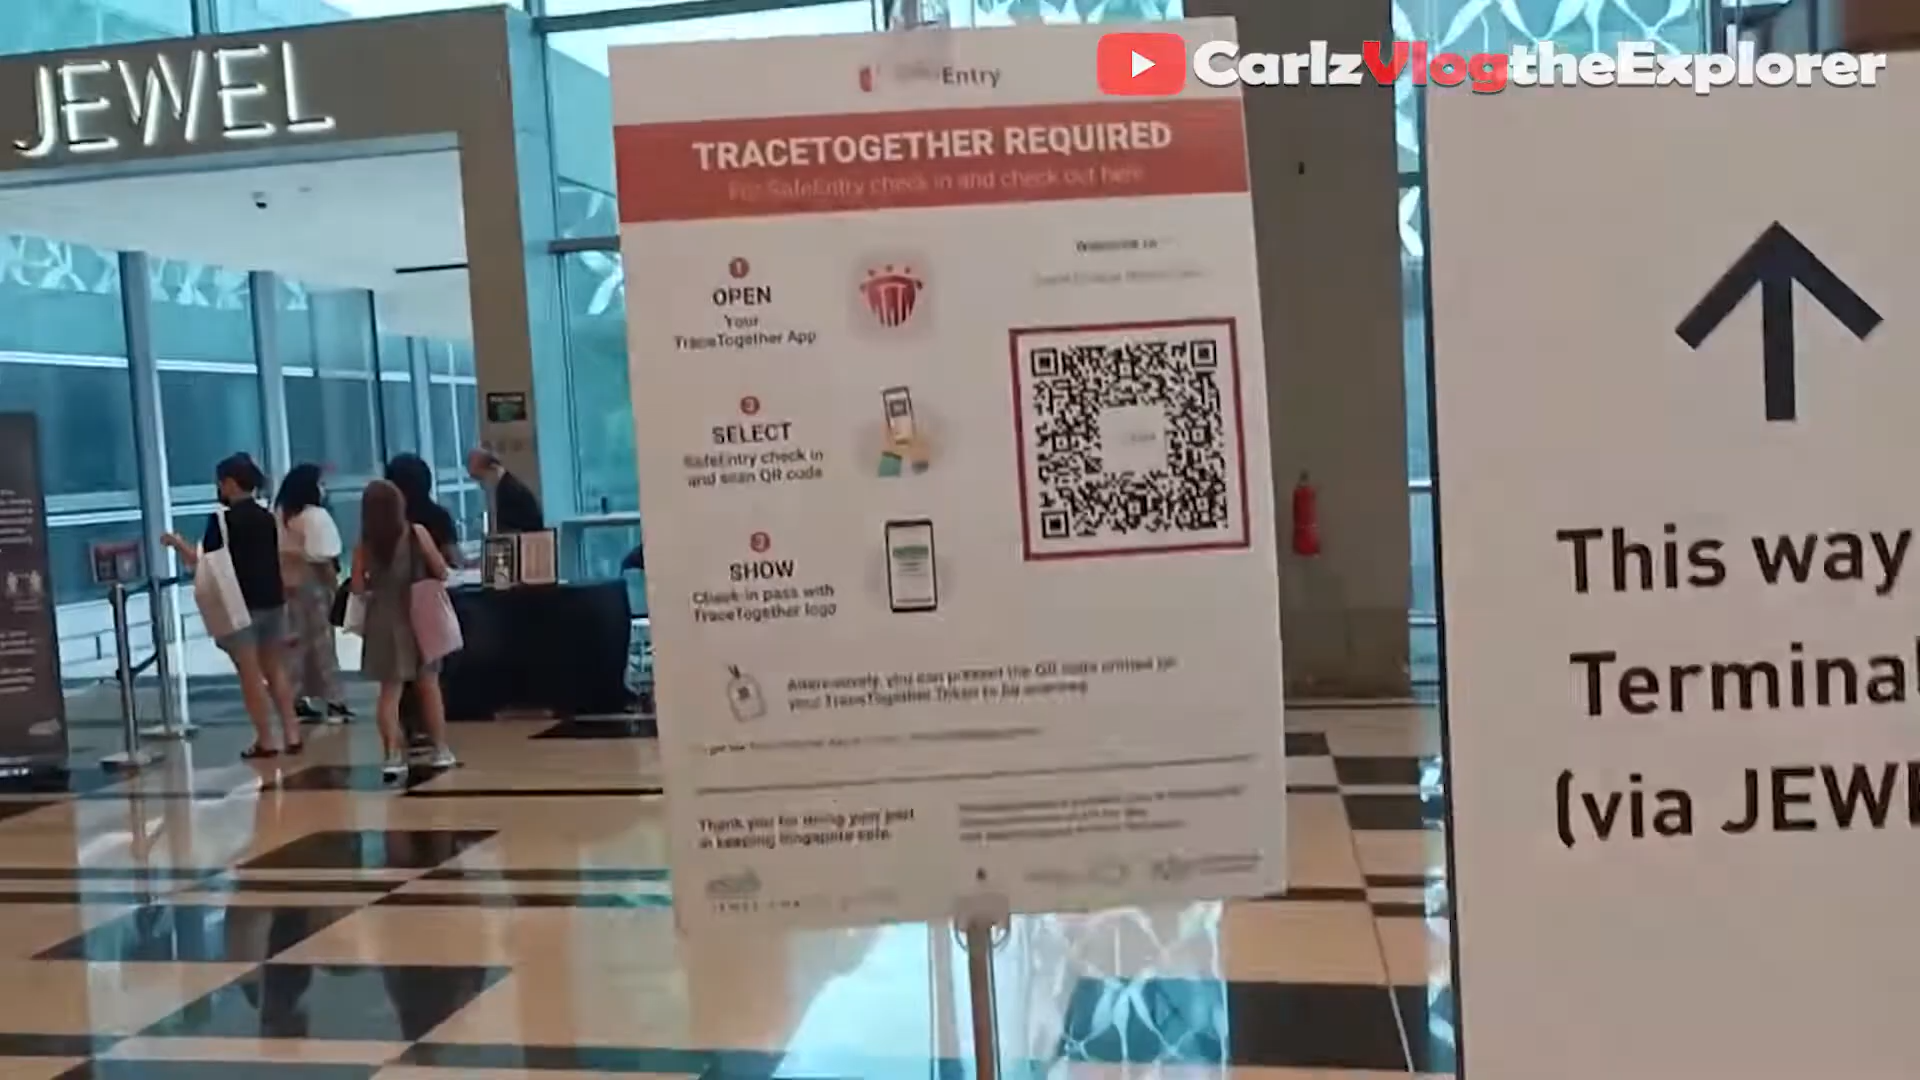 JEWEL
CarlzVlogtheExplorer
Entry
TRACETOGETHER REQUIRED
For SafeEntry check in and check out here
1
OPEN
Your
TraceTogether App
2
SELECT
SafeEntry check in
and scan QR code
3
SHOW
Check-in pass with
TraceTogether logo
Alternatively, you can present the QR code printed on
your TraceTogether Token to be scanned
Thank you for doing your part
in keeping Singapore safe.
This way
Terminal
(via JEWE